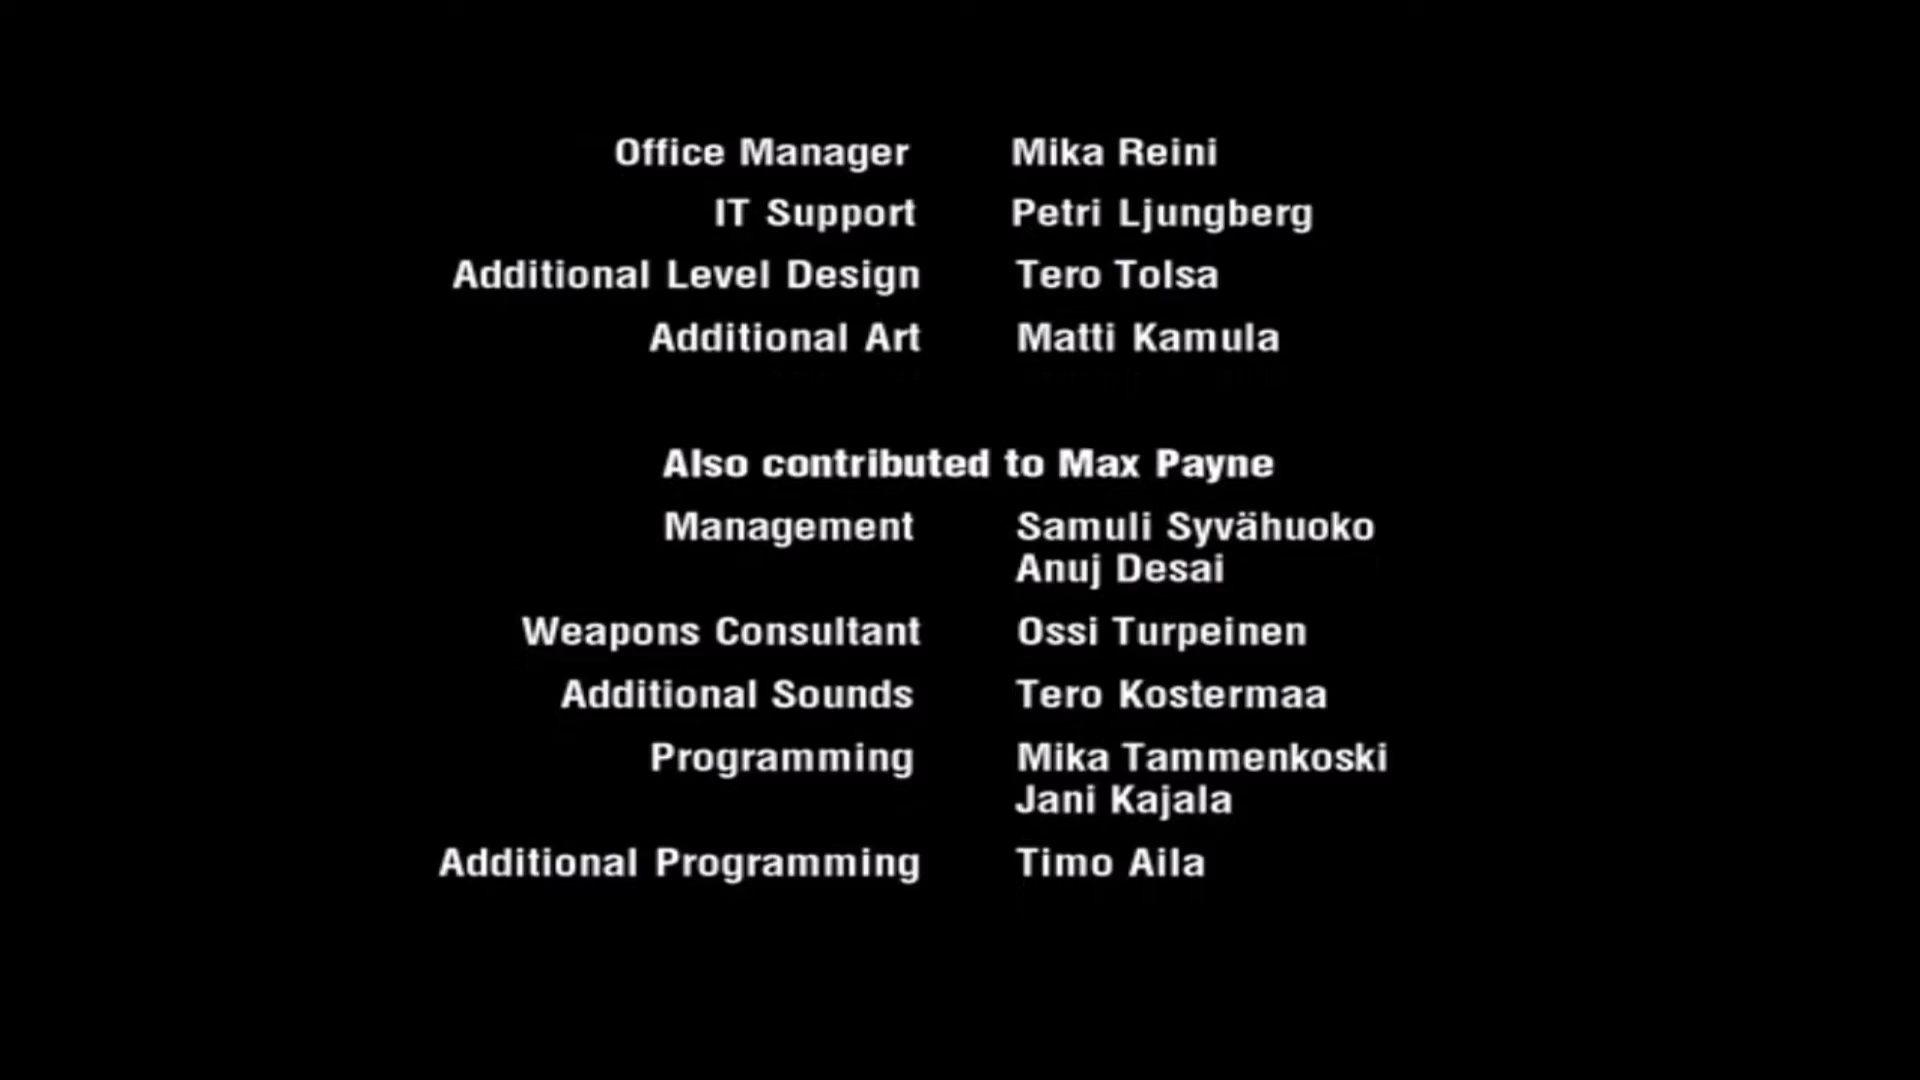 Office Manager Mika Reini
IT Support Petri Ljungberg
Additional Level Design Tero Tolsa
Additional Art Matti Kamula
Also contributed to Max Payne
Management Samuli Syvähuoko
Anuj Desai
Weapons Consultant Ossi Turpeinen
Additional Sounds Tero Kostermaa
Programming Mika Tammenkoski
Jani Kajala
Additional Programming Timo Aila